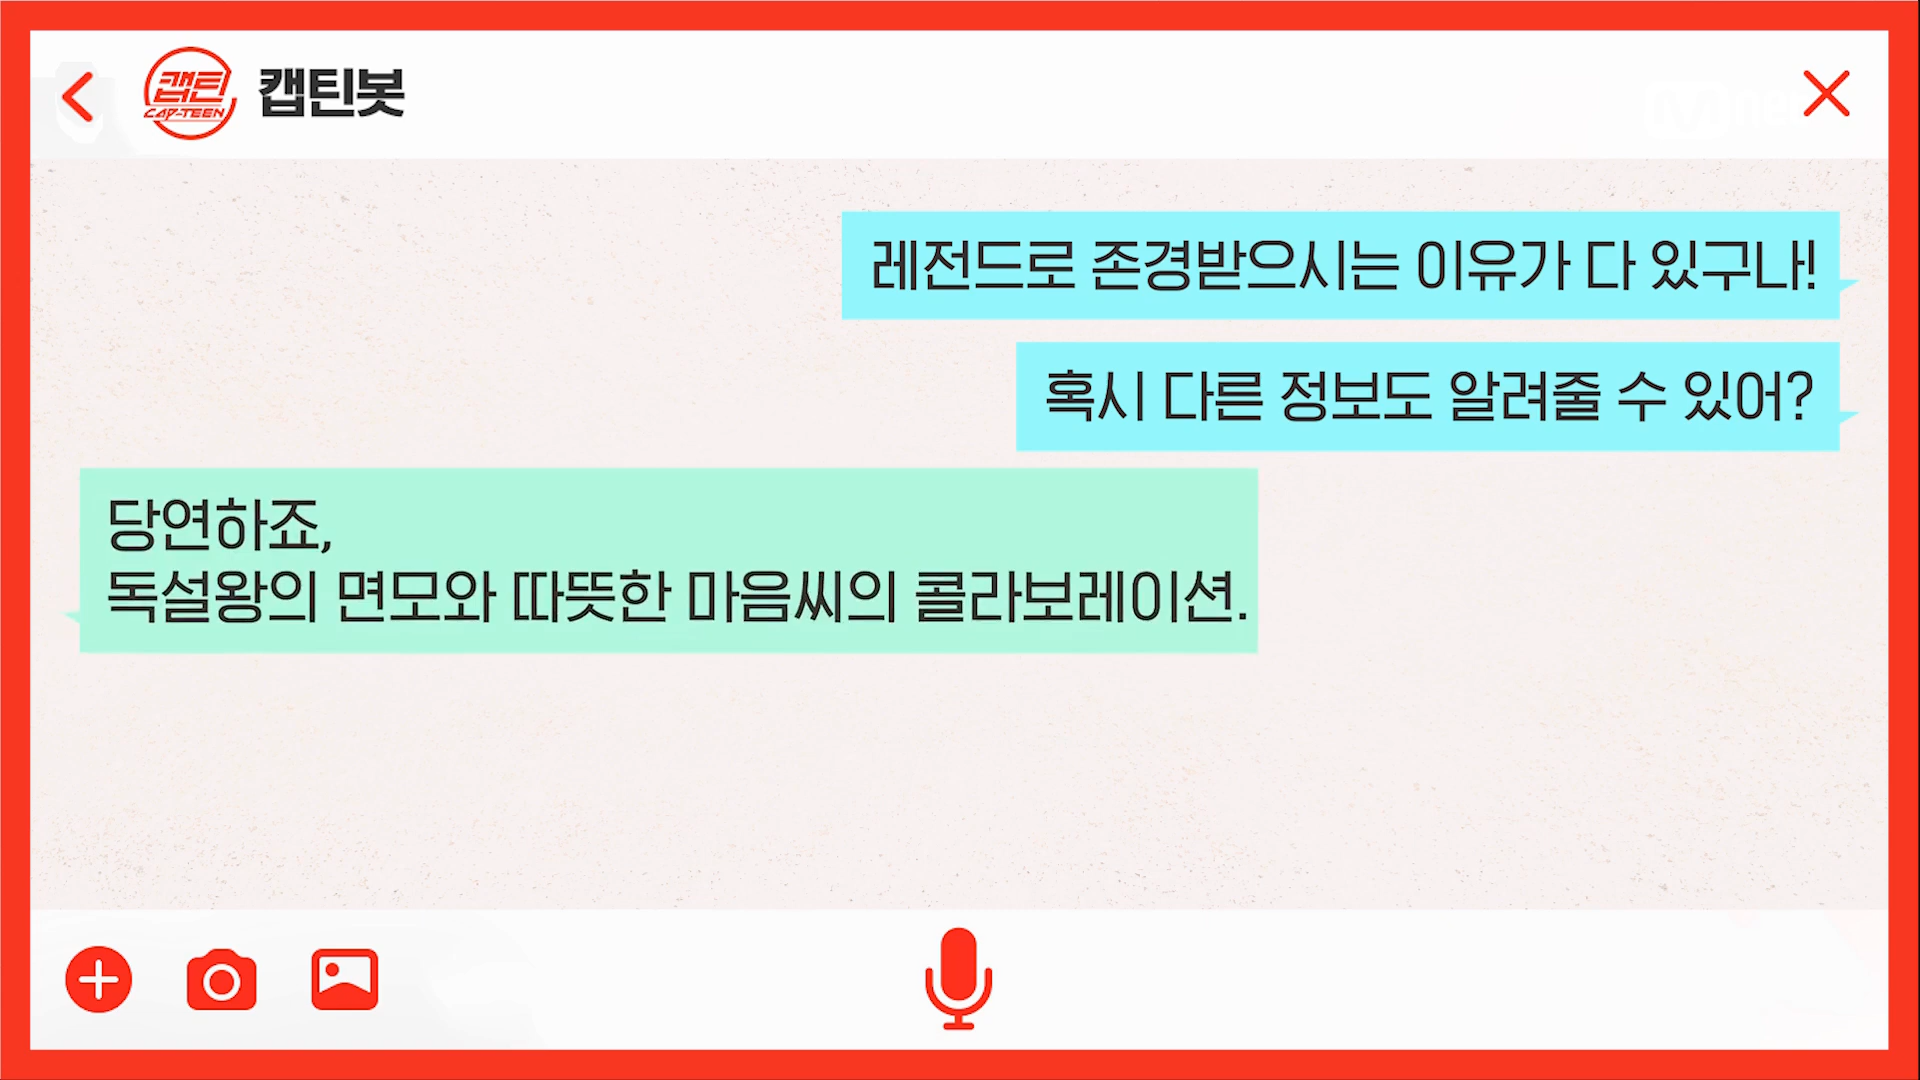 캡틴
CAP-TEEN
캡틴봇
Mnet
레전드로 존경받으시는 이유가 다 있구나!
혹시 다른 정보도 알려줄 수 있어?
당연하죠,
독설왕의 면모와 따뜻한 마음씨의 콜라보레이션.